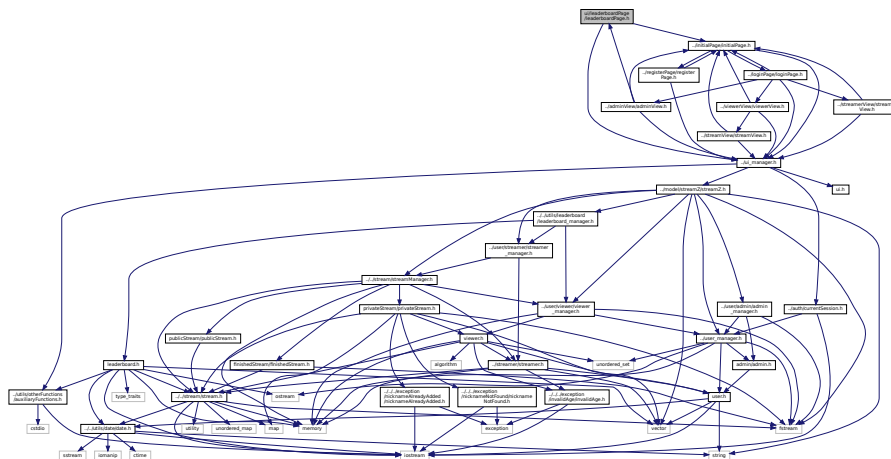 ui/leaderboardPage
/leaderboardPage.h
../initialPage/initialPage.h
../registerPage/register
Page.h
../loginPage/loginPage.h
../adminView/adminView.h
../viewerView/viewerView.h
../streamerView/stream
View.h
../streamView/streamView.h
../ui_manager.h
../model/streamZ/streamZ.h
ui.h
../../utils/leaderboard
/leaderboard_manager.h
../user/streamer/streamer
_manager.h
../../stream/streamManager.h
privateStream/privateStream.h
../user/viewer/viewer
_manager.h
../user/admin/admin
_manager.h
../auth/currentSession.h
publicStream/publicStream.h
viewer.h
../user_manager.h
leaderboard.h
finishedStream/finishedStream.h
algorithm
../streamer/streamer.h
unordered_set
admin/admin.h
../utils/otherFunctions
/auxiliaryFunctions.h
type_traits
../../stream/stream.h
ostream
../../../exception
/nicknameAlreadyAdded
/nicknameAlreadyAdded.h
../../../exception
/nicknameNotFound/nickname
NotFound.h
../../../exception
/invalidAge/invalidAge.h
user.h
cstdio
../../utils/date/date.h
utility
unordered_map
map
memory
exception
vector
fstream
sstream
iomanip
ctime
iostream
string